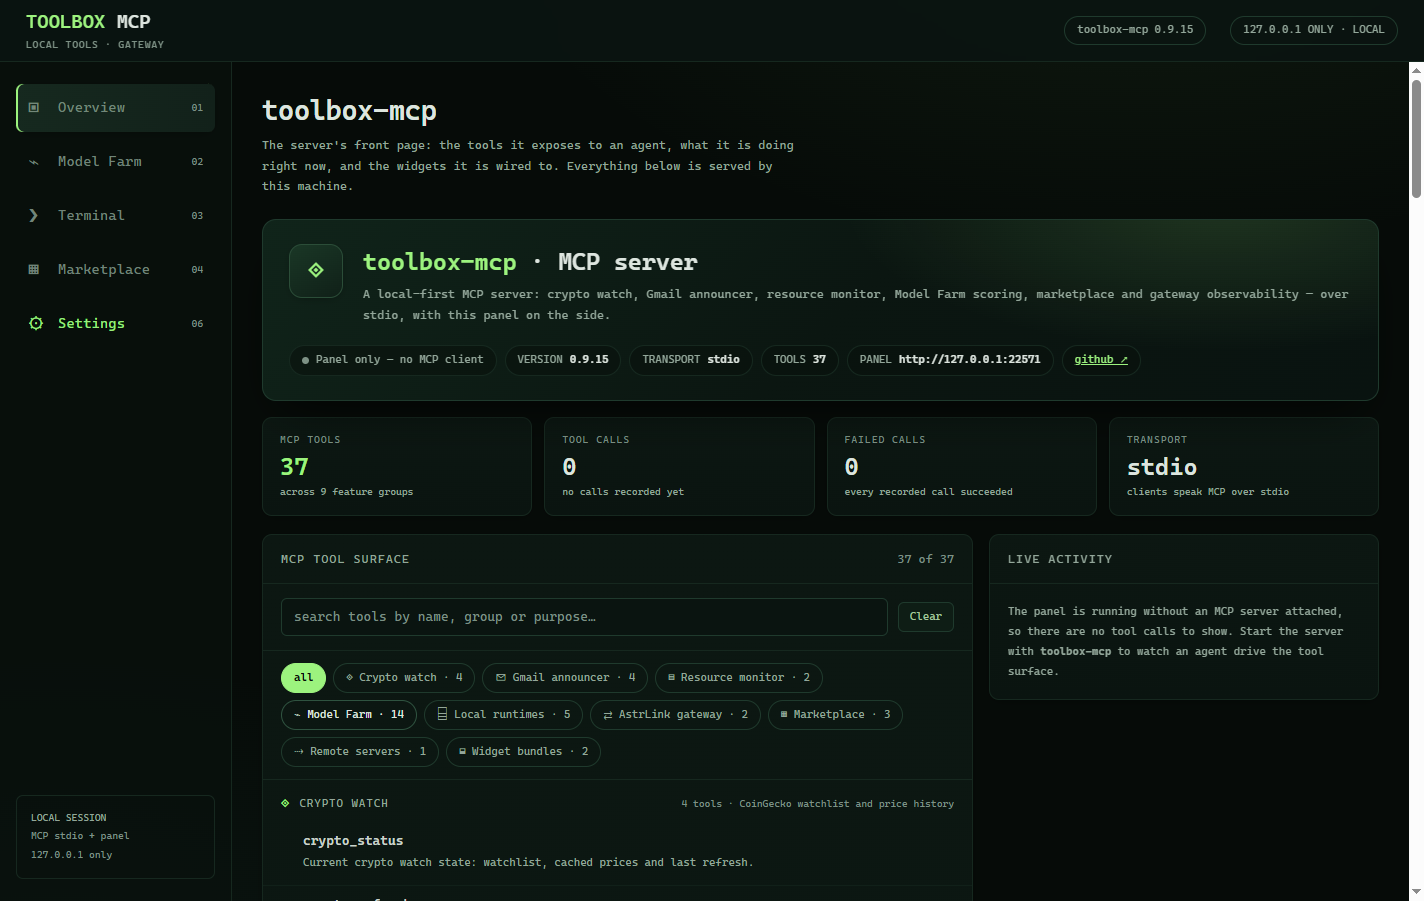 TOOLBOX MCP
LOCAL TOOLS · GATEWAY
toolbox-mcp 0.9.15
127.0.0.1 ONLY · LOCAL
Overview 01
Model Farm 02
Terminal 03
Marketplace 04
Settings 06
LOCAL SESSION
MCP stdio + panel
127.0.0.1 only
toolbox-mcp
The server's front page: the tools it exposes to an agent, what it is doing
right now, and the widgets it is wired to. Everything below is served by
this machine.
toolbox-mcp · MCP server
A local-first MCP server: crypto watch, Gmail announcer, resource monitor, Model Farm scoring, marketplace and gateway observability — over
stdio, with this panel on the side.
Panel only — no MCP client
VERSION 0.9.15
TRANSPORT stdio
TOOLS 37
PANEL http://127.0.0.1:22571
github ↗
MCP TOOLS
37
across 9 feature groups
TOOL CALLS
0
no calls recorded yet
FAILED CALLS
0
every recorded call succeeded
TRANSPORT
stdio
clients speak MCP over stdio
MCP TOOL SURFACE
37 of 37
search tools by name, group or purpose…
Clear
all
Crypto watch · 4
Gmail announcer · 4
Resource monitor · 2
Model Farm · 14
Local runtimes · 5
AstrLink gateway · 2
Marketplace · 3
Remote servers · 1
Widget bundles · 2
CRYPTO WATCH
4 tools · CoinGecko watchlist and price history
crypto_status
Current crypto watch state: watchlist, cached prices and last refresh.
LIVE ACTIVITY
The panel is running without an MCP server attached,
so there are no tool calls to show. Start the server
with toolbox-mcp to watch an agent drive the tool
surface.